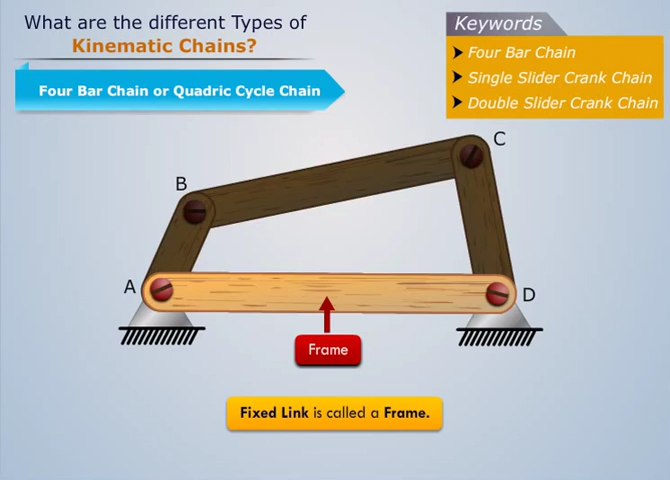 What are the different Types of
Kinematic Chains?
Four Bar Chain or Quadric Cycle Chain
Keywords
Four Bar Chain
Single Slider Crank Chain
Double Slider Crank Chain
C
B
A
D
Frame
Fixed Link is called a Frame.